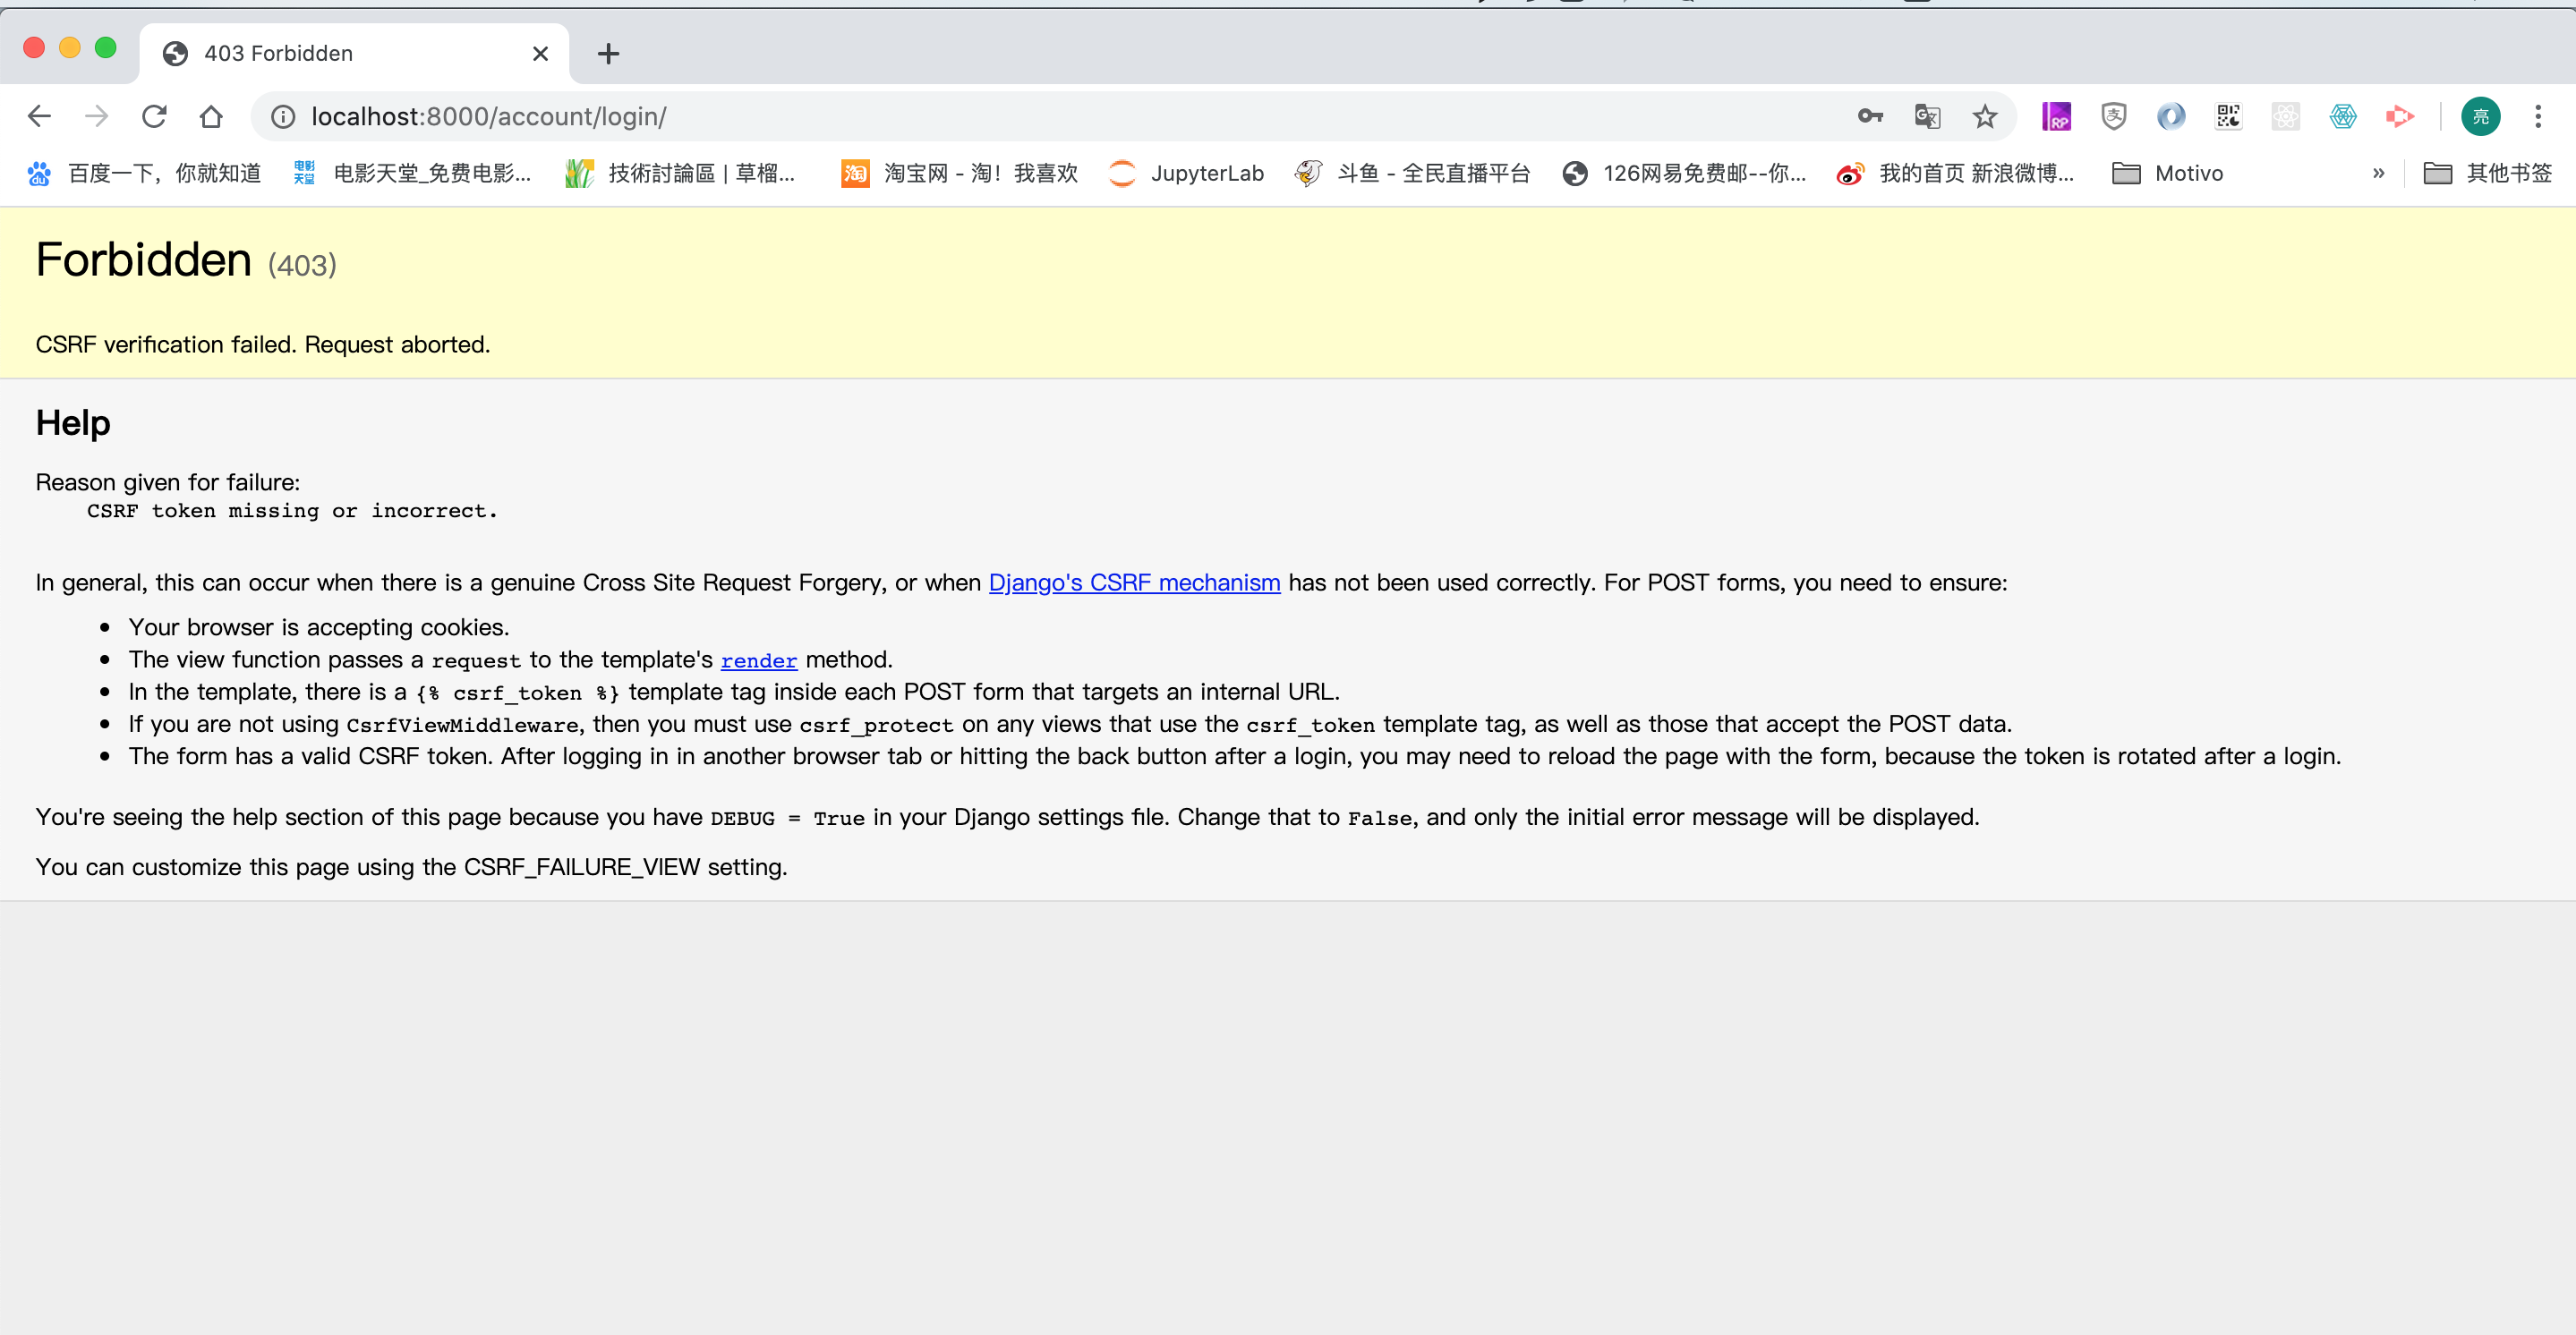 403 Forbidden
localhost:8000/account/login/
RP
支
亮
百度一下，你就知道
电影天堂
电影天堂_免费电影...
技術討論區 | 草榴...
淘
淘宝网 - 淘！我喜欢
JupyterLab
斗鱼 - 全民直播平台
126网易免费邮--你...
我的首页 新浪微博...
Motivo
»
其他书签
Forbidden (403)
CSRF verification failed. Request aborted.
Help
Reason given for failure:
CSRF token missing or incorrect.
In general, this can occur when there is a genuine Cross Site Request Forgery, or when Django's CSRF mechanism has not been used correctly. For POST forms, you need to ensure:
• Your browser is accepting cookies.
• The view function passes a request to the template's render method.
• In the template, there is a {% csrf_token %} template tag inside each POST form that targets an internal URL.
• If you are not using CsrfViewMiddleware, then you must use csrf_protect on any views that use the csrf_token template tag, as well as those that accept the POST data.
• The form has a valid CSRF token. After logging in in another browser tab or hitting the back button after a login, you may need to reload the page with the form, because the token is rotated after a login.
You're seeing the help section of this page because you have DEBUG = True in your Django settings file. Change that to False, and only the initial error message will be displayed.
You can customize this page using the CSRF_FAILURE_VIEW setting.